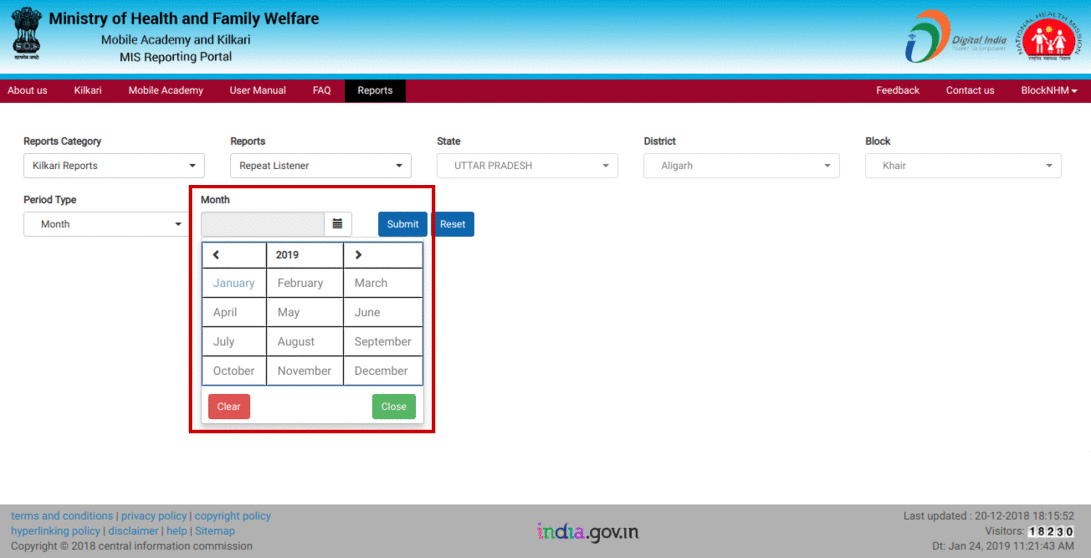 Ministry of Health and Family Welfare
Mobile Academy and Kilkari
MIS Reporting Portal
Digital India
Power To Empower
NATIONAL HEALTH MISSION
About us Kilkari Mobile Academy User Manual FAQ Reports Feedback Contact us BlockNHM
Reports Category Reports State District Block
Kilkari Reports Repeat Listener UTTAR PRADESH Aligarh Khair
Period Type Month
Month Submit Reset
2019
January February March
April May June
July August September
October November December
Clear Close
terms and conditions | privacy policy | copyright policy
hyperlinking policy | disclaimer | help | Sitemap
Copyright © 2018 central information commission
india.gov.in
Last updated : 20-12-2018 18:15:52
Visitors: 18230
Dt: Jan 24, 2019 11:21:43 AM